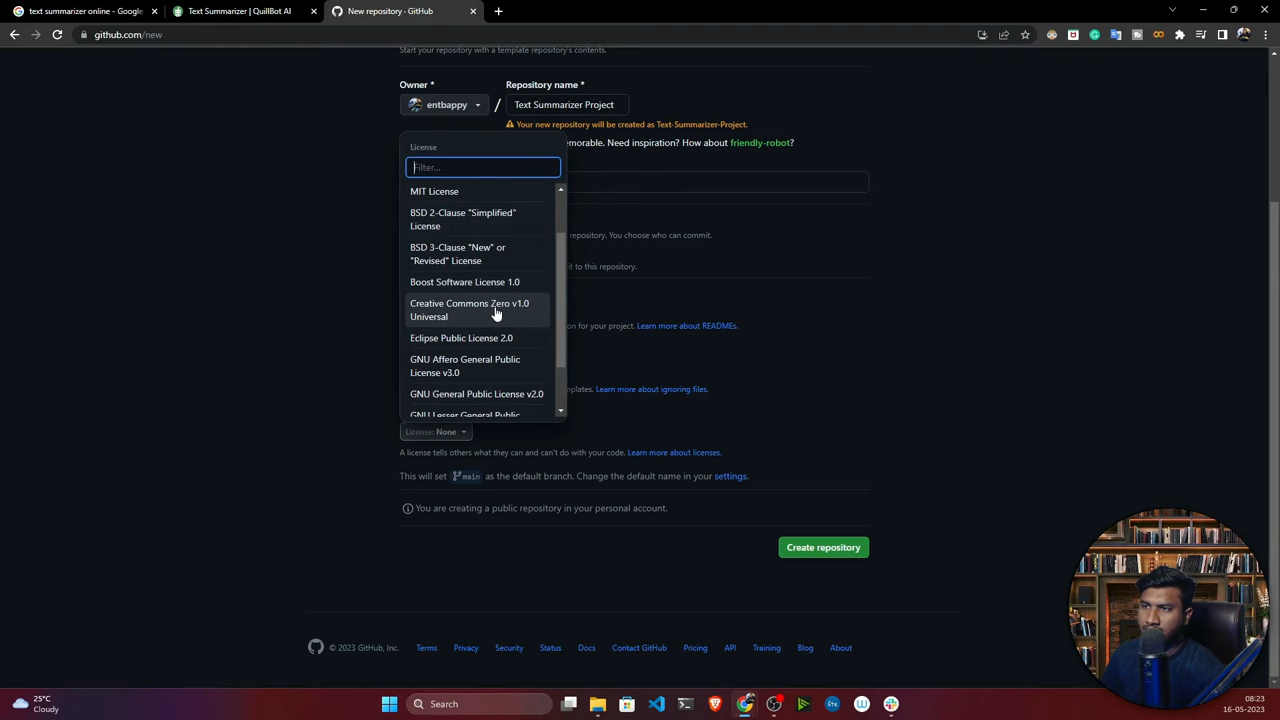 text summarizer online - Google
Text Summarizer | QuillBot AI
New repository - GitHub
github.com/new
Start your repository with a template repository's contents.
Owner *
Repository name *
entbappy
/
Text Summarizer Project
Your new repository will be created as Text-Summarizer-Project.
emorable. Need inspiration? How about friendly-robot?
License
Filter...
MIT License
BSD 2-Clause "Simplified"
License
repository. You choose who can commit.
BSD 3-Clause "New" or
"Revised" License
it to this repository.
Boost Software License 1.0
Creative Commons Zero v1.0
Universal
on for your project. Learn more about READMEs.
Eclipse Public License 2.0
GNU Affero General Public
License v3.0
mplates. Learn more about ignoring files.
GNU General Public License v2.0
GNU Lesser General Public
License: None
A license tells others what they can and can't do with your code. Learn more about licenses.
This will set main as the default branch. Change the default name in your settings.
You are creating a public repository in your personal account.
Create repository
© 2023 GitHub, Inc. Terms Privacy Security Status Docs Contact GitHub Pricing API Training Blog About
25°C
Cloudy
Search
08:23
16-05-2023